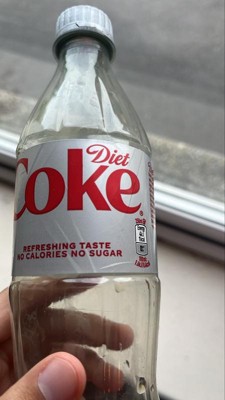 Diet
Coke
REFRESHING TASTE
NO CALORIES NO SUGAR